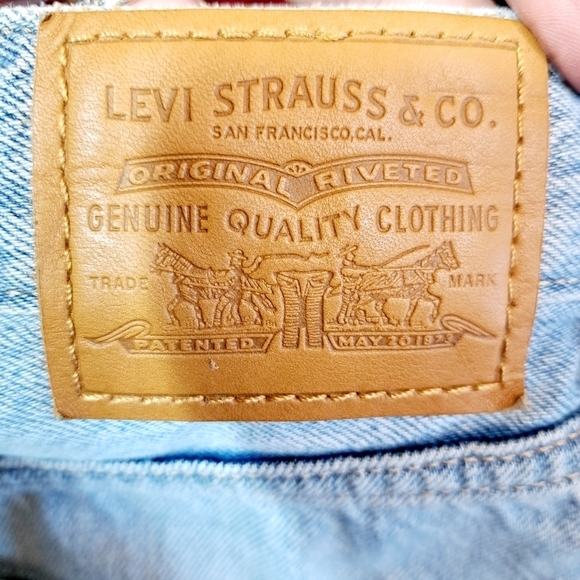 LEVI STRAUSS & CO.
SAN FRANCISCO, CAL.
ORIGINAL RIVETED
GENUINE QUALITY CLOTHING
TRADE MARK
PATENTED MAY 20 1873